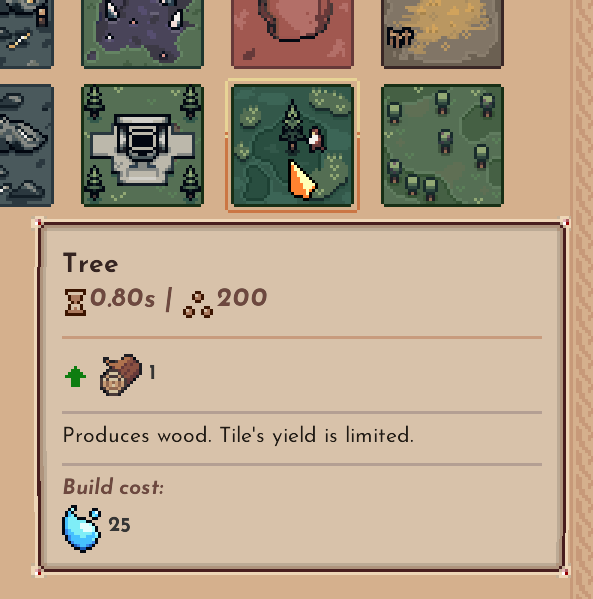 Tree
0.80s | 200
1
Produces wood. Tile's yield is limited.
Build cost:
25